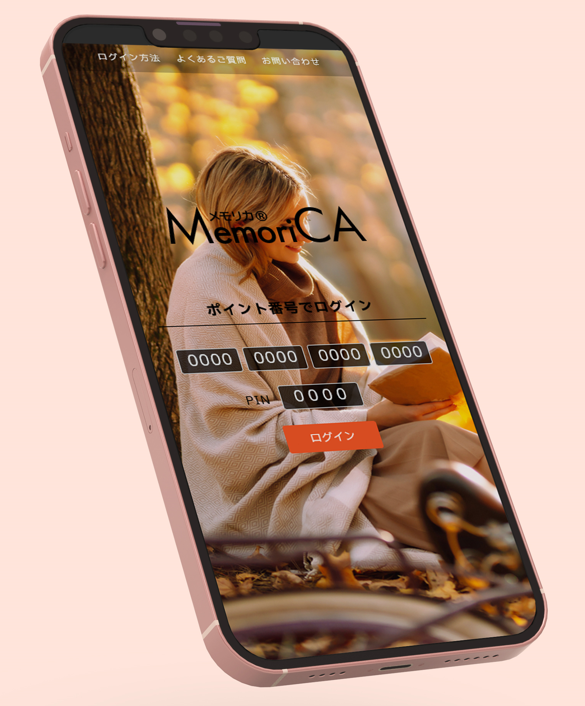 ログイン方法 よくあるご質問 お問い合わせ
メモリカ®
MemoriCA
ポイント番号でログイン
0000 0000 0000 0000
PIN 0000
ログイン